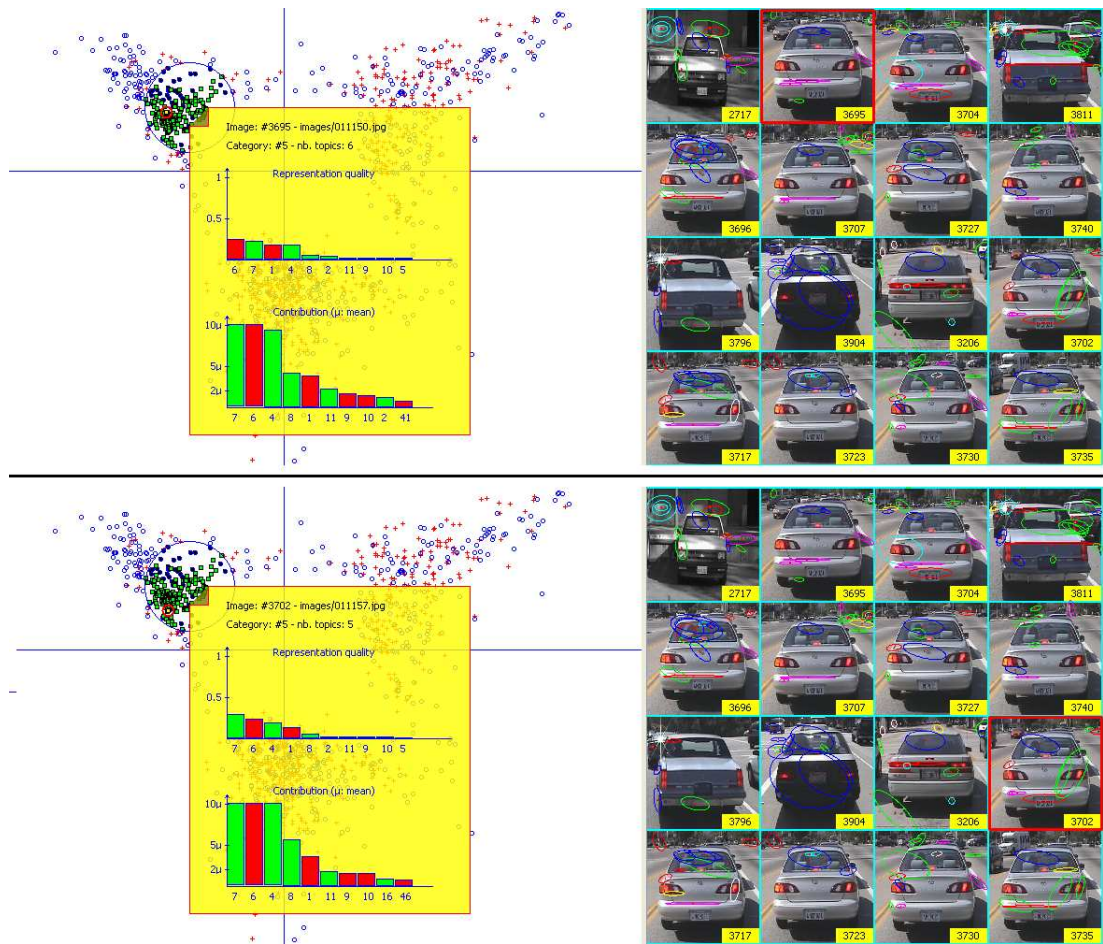 Image: #3695 - images/011150.jpg
Category: #5 - nb. topics: 6
Representation quality
1
0.5
6 7 1 4 8 2 11 9 10 5
Contribution (µ: mean)
10µ
5µ
2µ
7 6 4 8 1 11 9 10 2 41
2717 3695 3704 3811
3696 3707 3727 3740
3796 3904 3206 3702
3717 3723 3730 3735
Image: #3702 - images/011157.jpg
Category: #5 - nb. topics: 5
Representation quality
1
0.5
7 6 4 1 8 2 11 9 10 5
Contribution (µ: mean)
10µ
5µ
2µ
7 6 4 8 1 2 11 9 10 16 46
2717 3695 3704 3811
3696 3707 3727 3740
3796 3904 3206 3702
3717 3723 3730 3735